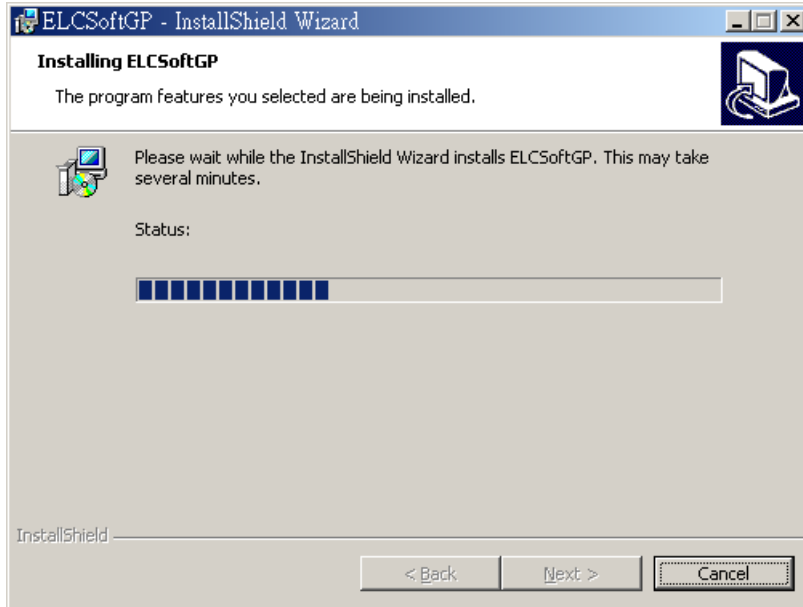 ELCSoftGP - InstallShield Wizard
Installing ELCSoftGP
The program features you selected are being installed.
Please wait while the InstallShield Wizard installs ELCSoftGP. This may take
several minutes.
Status:
InstallShield
< Back Next > Cancel